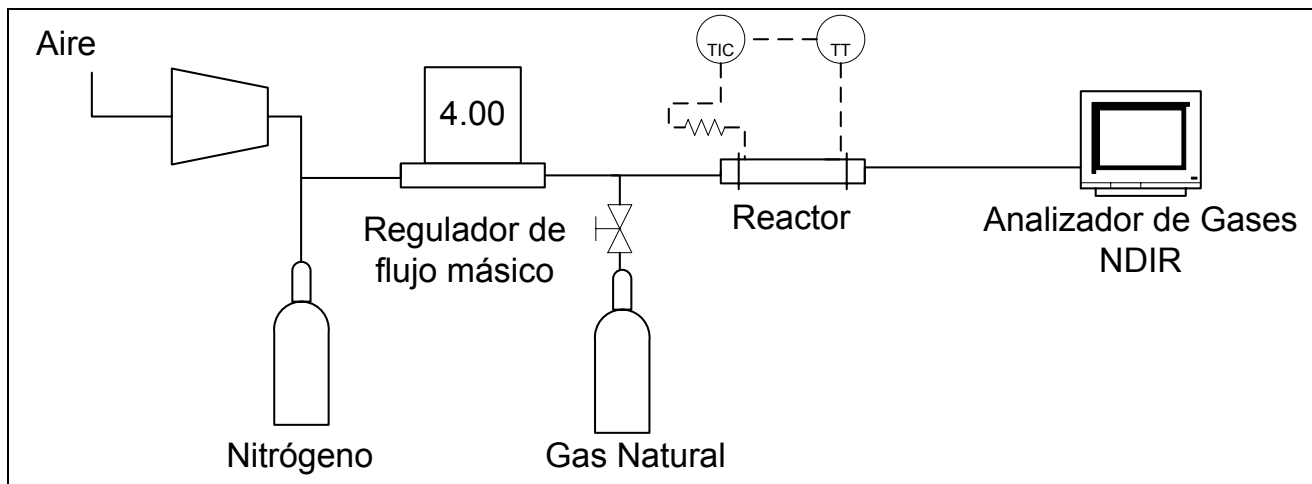 Aire
TIC
TT
4.00
Regulador de
flujo másico
Reactor
Analizador de Gases
NDIR
Nitrógeno
Gas Natural